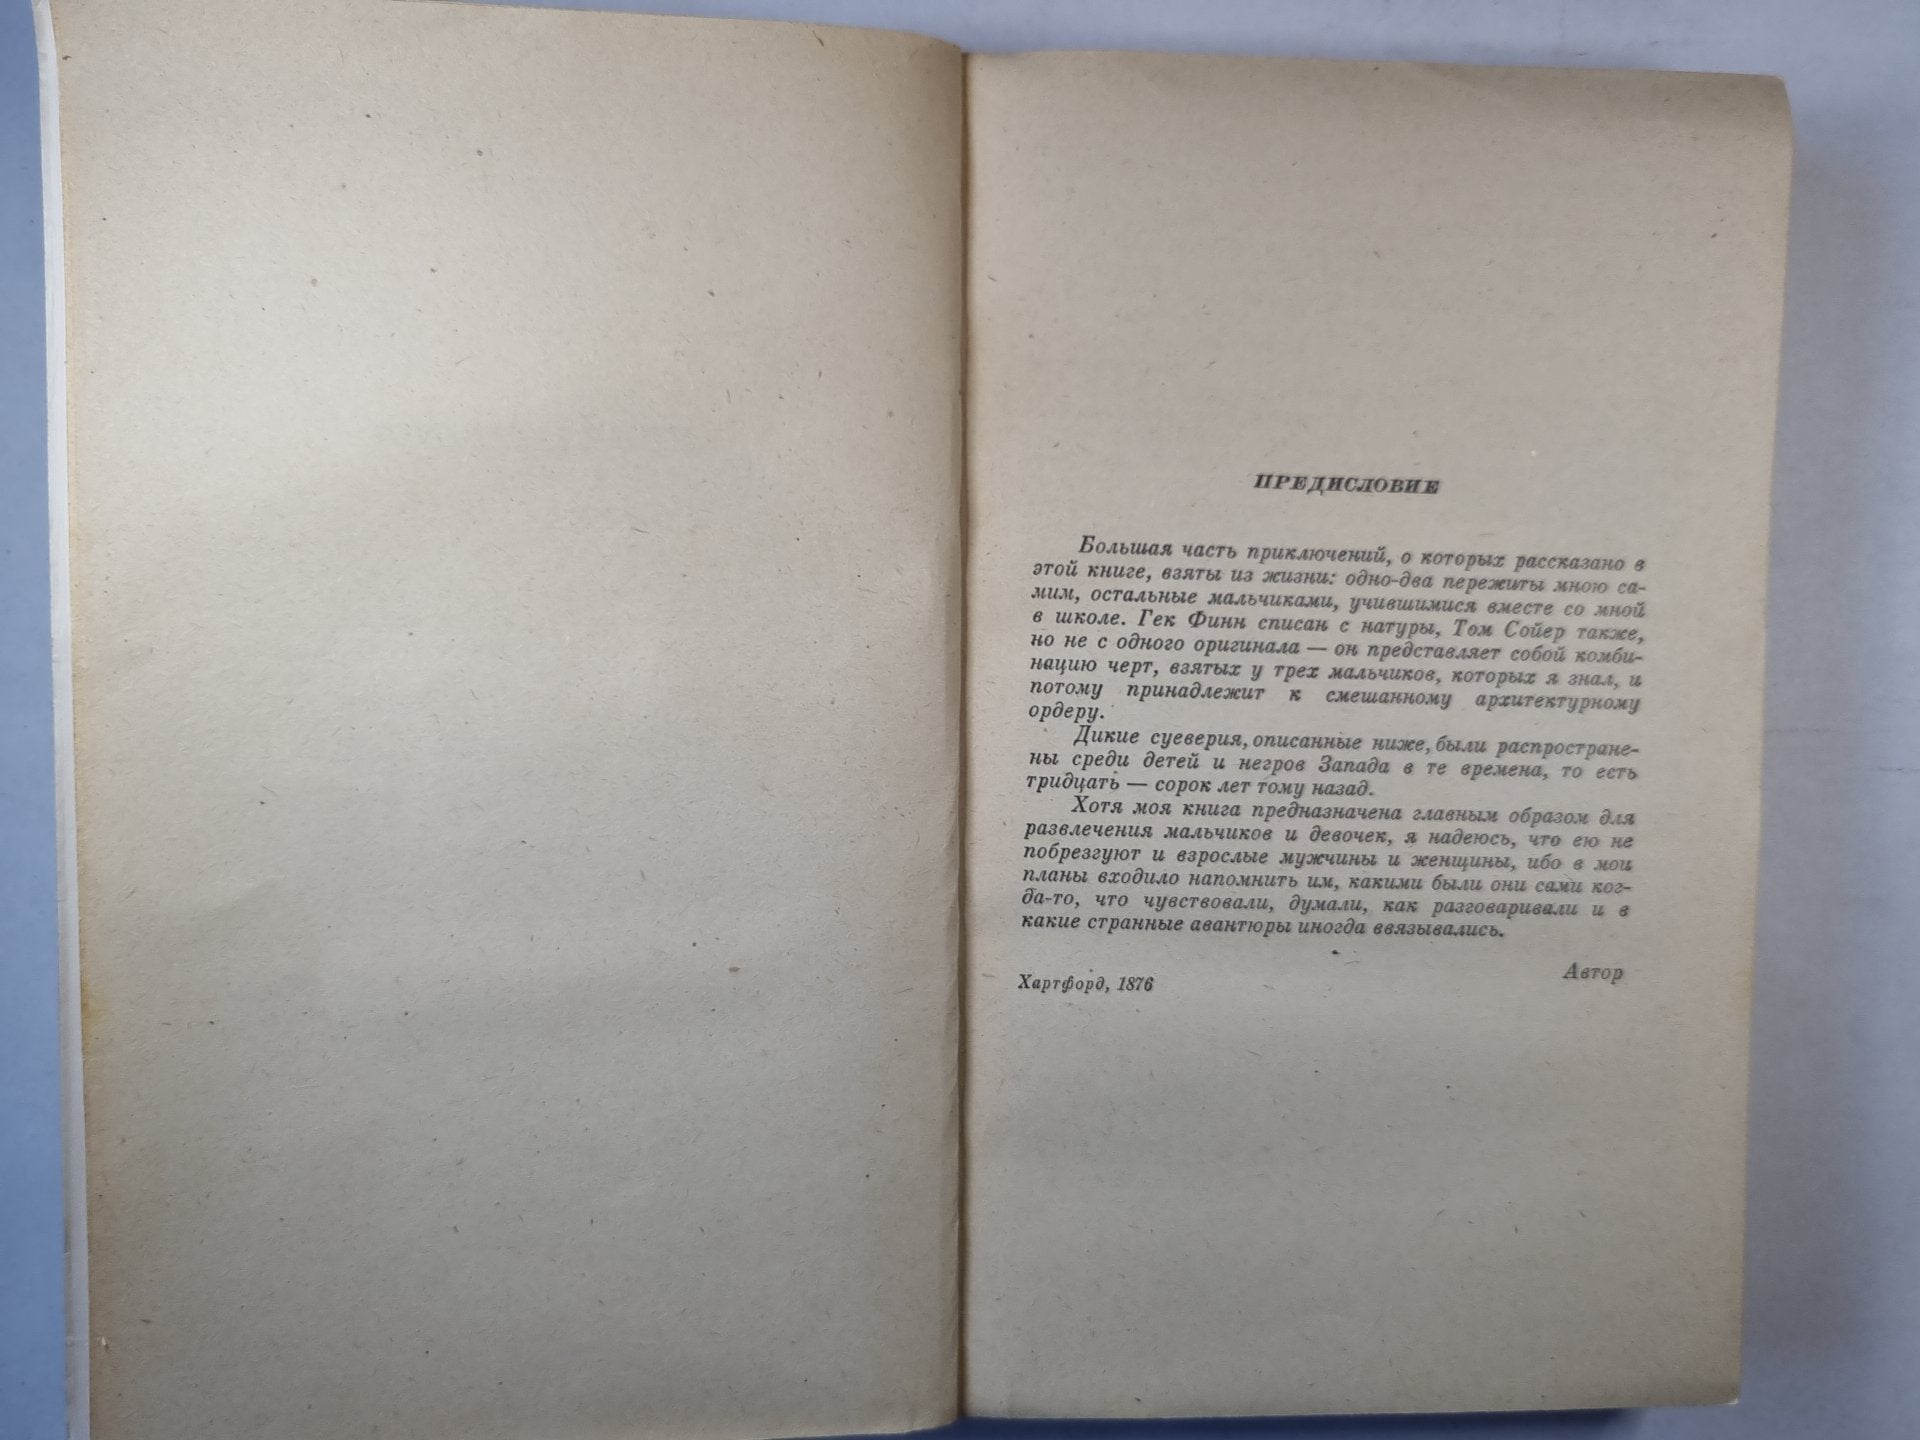 ПРЕДИСЛОВИЕ
Большая часть приключений, о которых рассказано в
этой книге, взяты из жизни: одно-два пережиты мною са-
мим, остальные мальчиками, учившимися вместе со мной
в школе. Гек Финн списан с натуры, Том Сойер также,
но не с одного оригинала — он представляет собой комби-
нацию черт, взятых у трех мальчиков, которых я знал, и
потому принадлежит к смешанному архитектурному
ордеру.
Дикие суеверия, описанные ниже, были распростране-
ны среди детей и негров Запада в те времена, то есть
тридцать — сорок лет тому назад.
Хотя моя книга предназначена главным образом для
развлечения мальчиков и девочек, я надеюсь, что ею не
побрезгуют и взрослые мужчины и женщины, ибо в мои
планы входило напомнить им, какими были они сами ког-
да-то, что чувствовали, думали, как разговаривали и в
какие странные авантюры иногда ввязывались.
Автор
Хартфорд, 1876